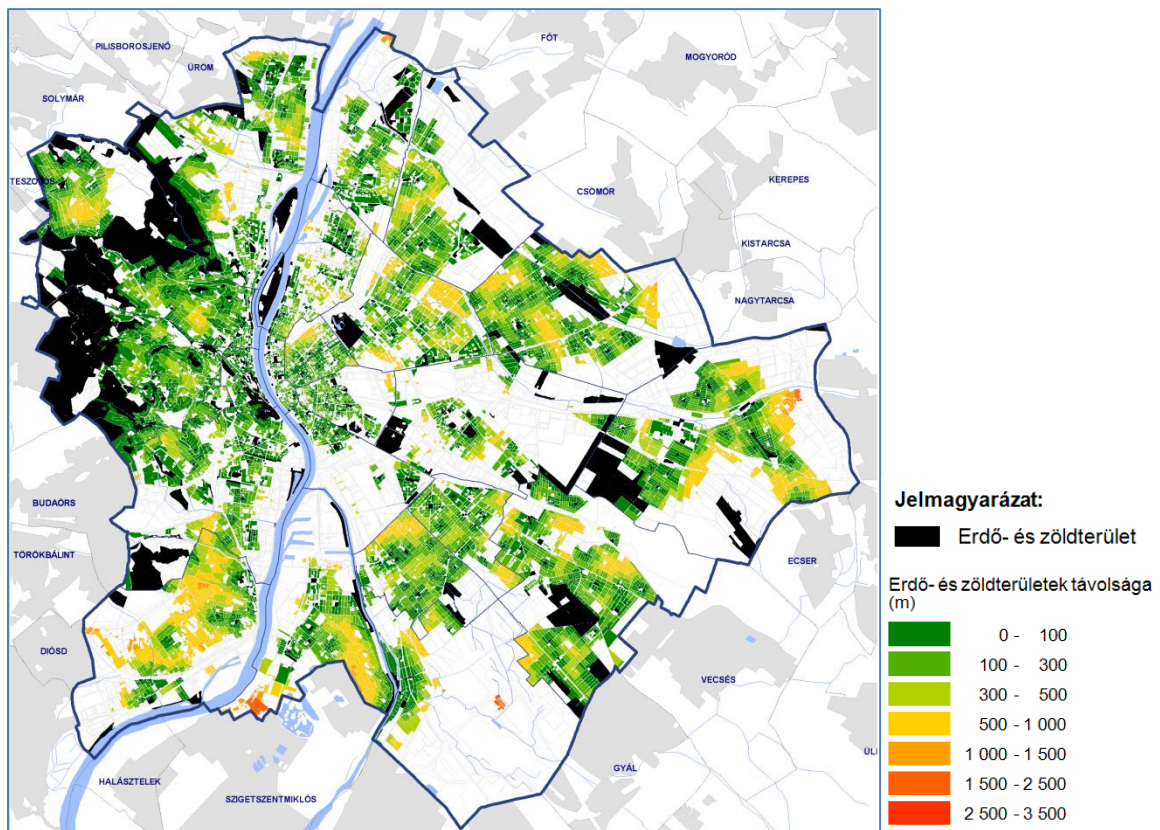 PILISBOROSJENŐ
ÜRÖM
SOLYMÁR
FÓT
MOGYORÓD
CSÖMÖR
KEREPES
KISTARCSA
NAGYTARCSA
BUDAÖRS
TÖRÖKBÁLINT
DIÓSD
ECSER
VECSÉS
GYÁL
HALÁSZTELEK
SZIGETSZENTMIKLÓS
Jelmagyarázat:
Erdő- és zöldterület
Erdő- és zöldterületek távolsága
(m)
0 - 100
100 - 300
300 - 500
500 - 1 000
1 000 - 1 500
1 500 - 2 500
2 500 - 3 500